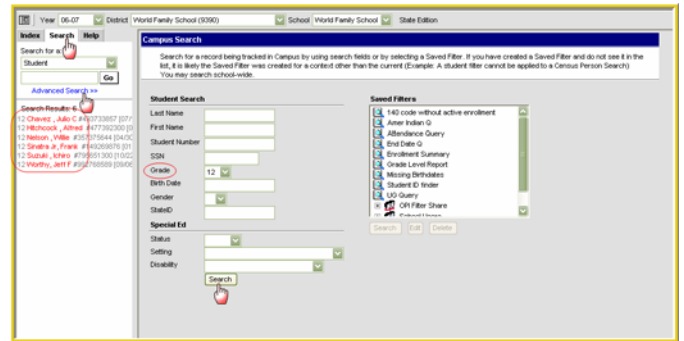 Year 06-07 District World Family School (9390) School World Family School State Edition
Index Search Help
Search for a
Student
Go
Advanced Search >>
Search Results: 6
12 Chavez , Julio C
12 Hitchcock , Alfred #477392300
12 Nelson , Willie
12 Sinatra Jr, Frank
12 Suzuki , Ichiro
12 Worthy, Jett F
Campus Search
Search for a record being tracked in Campus by using search fields or by selecting a Saved Filter. If you have created a Saved Filter and do not see it in the
list, it is likely the Saved Filter was created for a context other than the current (Example: A student filter cannot be applied to a Census Person Search)
You may search school-wide.
Student Search
Last Name
First Name
Student Number
SSN
Grade 12
Birth Date
Gender
StateID
Special Ed
Status
Setting
Disability
Search
Saved Filters
140 code without active enrollment
Amer Indian Q
Attendance Query
End Date Q
Enrollment Summary
Grade Level Report
Missing Birthdates
Student ID finder
UG Query
OPI Filter Share
Search Edit Delete